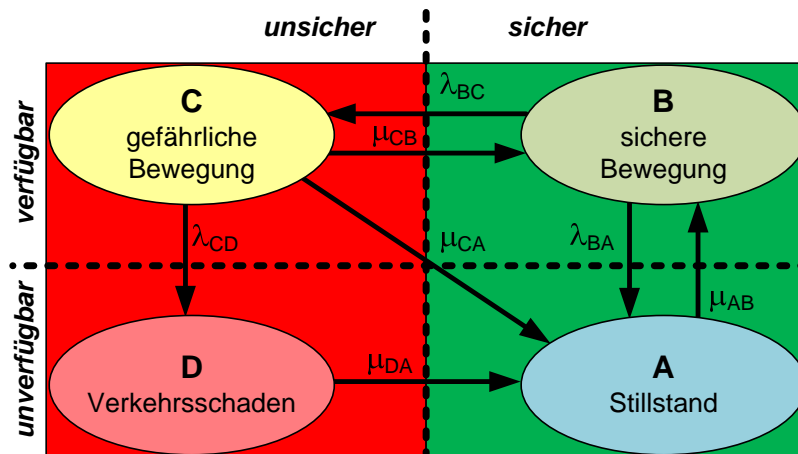 unsicher
sicher
verfügbar
C
gefährliche
Bewegung
λBC
μCB
B
sichere
Bewegung
λCD
μCA
λBA
μAB
unverfügbar
D
Verkehrsschaden
μDA
A
Stillstand